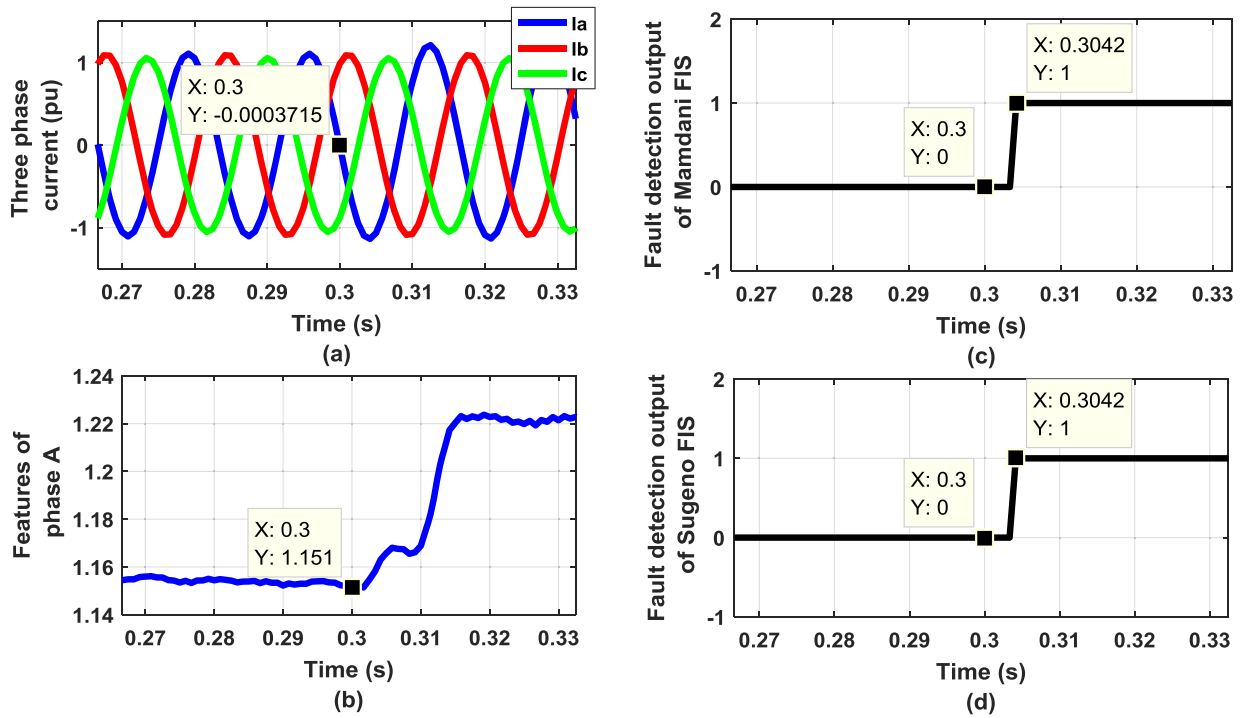 Three phase
current (pu)
1
0
-1
Ia
Ib
Ic
X: 0.3
Y: -0.0003715
0.27
0.28
0.29
0.3
0.31
0.32
0.33
Time (s)
(a)
Fault detection output
of Mamdani FIS
2
1
0
-1
X: 0.3042
Y: 1
X: 0.3
Y: 0
0.27
0.28
0.29
0.3
0.31
0.32
0.33
Time (s)
(c)
Features of
phase A
1.24
1.22
1.2
1.18
1.16
1.14
X: 0.3
Y: 1.151
0.27
0.28
0.29
0.3
0.31
0.32
0.33
Time (s)
(b)
Fault detection output
of Sugeno FIS
2
1
0
-1
X: 0.3042
Y: 1
X: 0.3
Y: 0
0.27
0.28
0.29
0.3
0.31
0.32
0.33
Time (s)
(d)